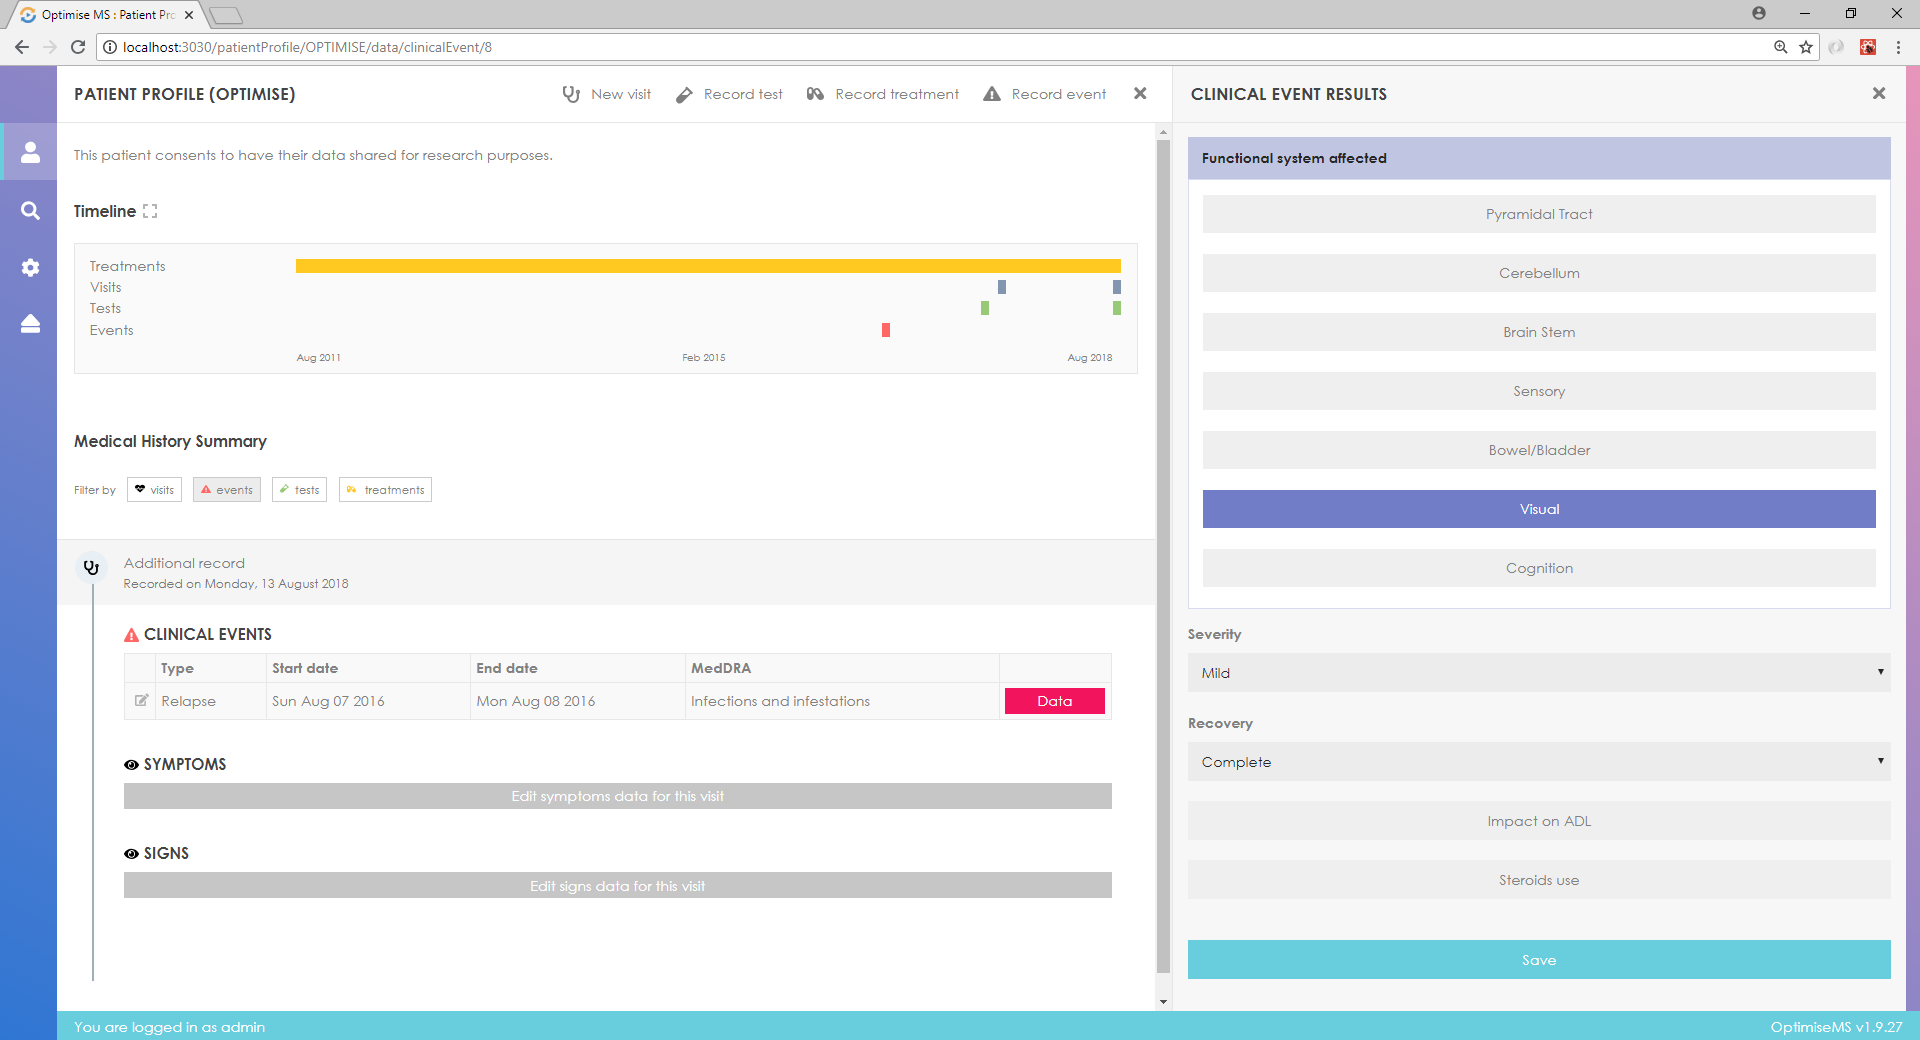 Optimise MS : Patient Pro
localhost:3030/patientProfile/OPTIMISE/data/clinicalEvent/8
PATIENT PROFILE (OPTIMISE)
New visit
Record test
Record treatment
Record event
This patient consents to have their data shared for research purposes.
Timeline
Treatments
Visits
Tests
Events
Aug 2011
Feb 2015
Aug 2018
Medical History Summary
Filter by
visits
events
tests
treatments
Additional record
Recorded on Monday, 13 August 2018
CLINICAL EVENTS
Type Start date End date MedDRA
Relapse Sun Aug 07 2016 Mon Aug 08 2016 Infections and infestations Data
SYMPTOMS
Edit symptoms data for this visit
SIGNS
Edit signs data for this visit
CLINICAL EVENT RESULTS
Functional system affected
Pyramidal Tract
Cerebellum
Brain Stem
Sensory
Bowel/Bladder
Visual
Cognition
Severity
Mild
Recovery
Complete
Impact on ADL
Steroids use
Save
You are logged in as admin
OptimiseMS v1.9.27